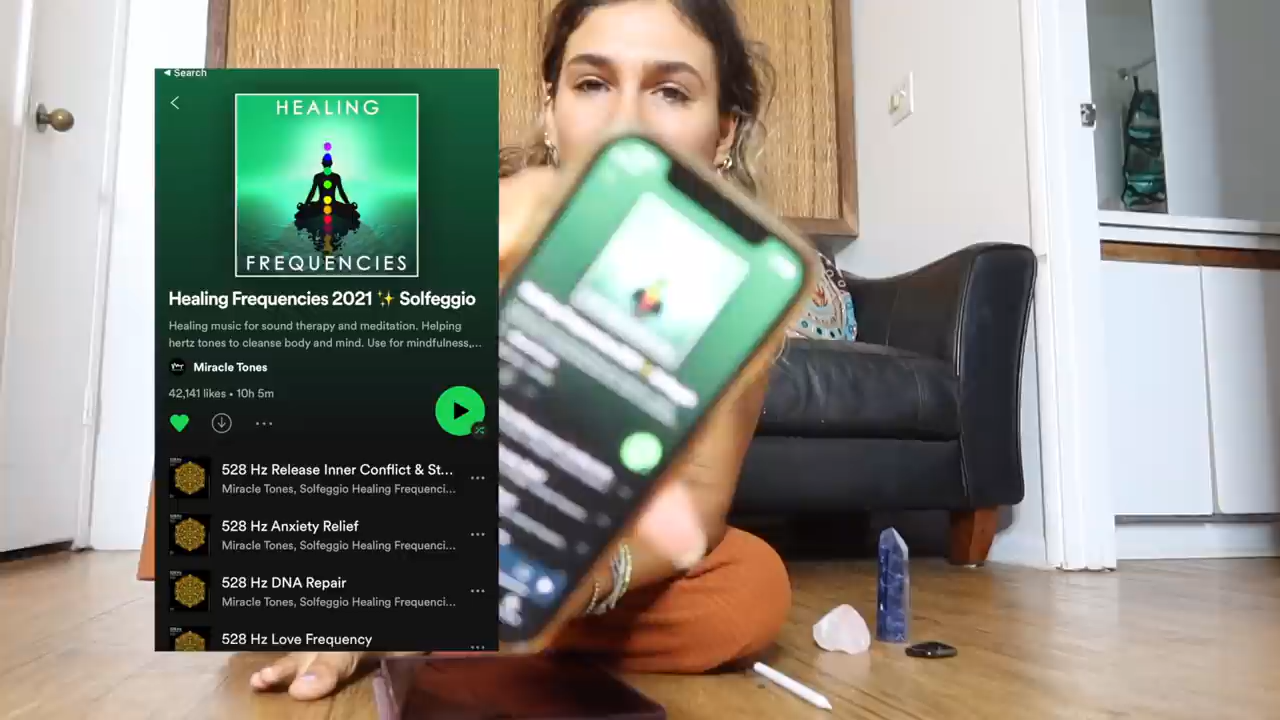 Search
HEALING
FREQUENCIES
Healing Frequencies 2021 ✨ Solfeggio
Healing music for sound therapy and meditation. Helping
hertz tones to cleanse body and mind. Use for mindfulness,...
Miracle Tones
42,141 likes • 10h 5m
528 Hz Release Inner Conflict & St...
Miracle Tones, Solfeggio Healing Frequenci...
528 Hz Anxiety Relief
Miracle Tones, Solfeggio Healing Frequenci...
528 Hz DNA Repair
Miracle Tones, Solfeggio Healing Frequenci...
528 Hz Love Frequency